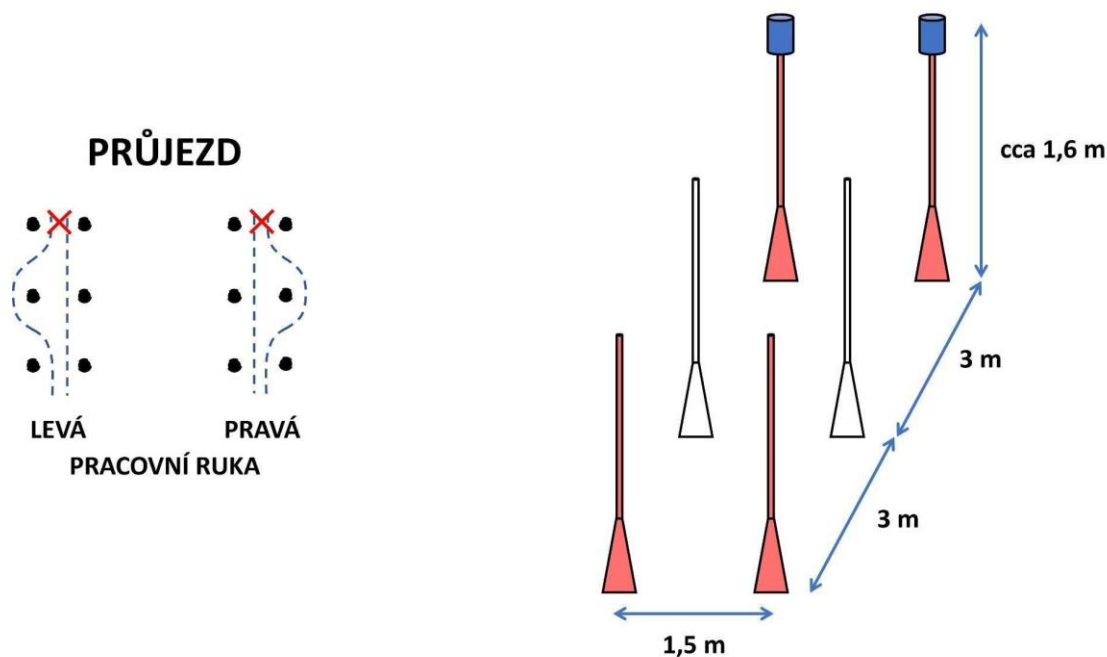 PRŮJEZD
LEVÁ
PRAVÁ
PRACOVNÍ RUKA
cca 1,6 m
3 m
3 m
1,5 m